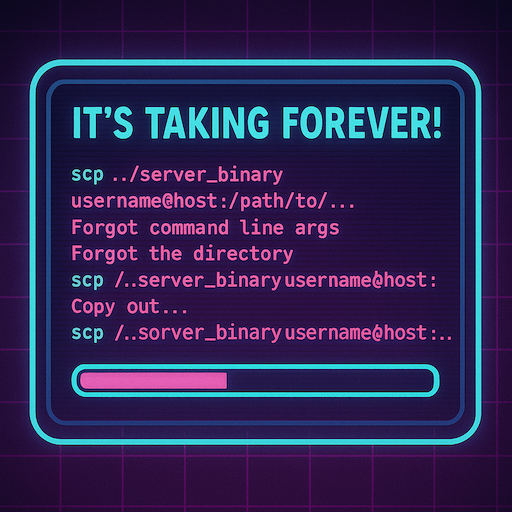 IT'S TAKING FOREVER!
scp ../server_binary
username@host:/path/to/...
Forgot command line args
Forgot the directory
scp /..server_binary username@host:
Copy out...
scp /..sorver_binary username@host:..